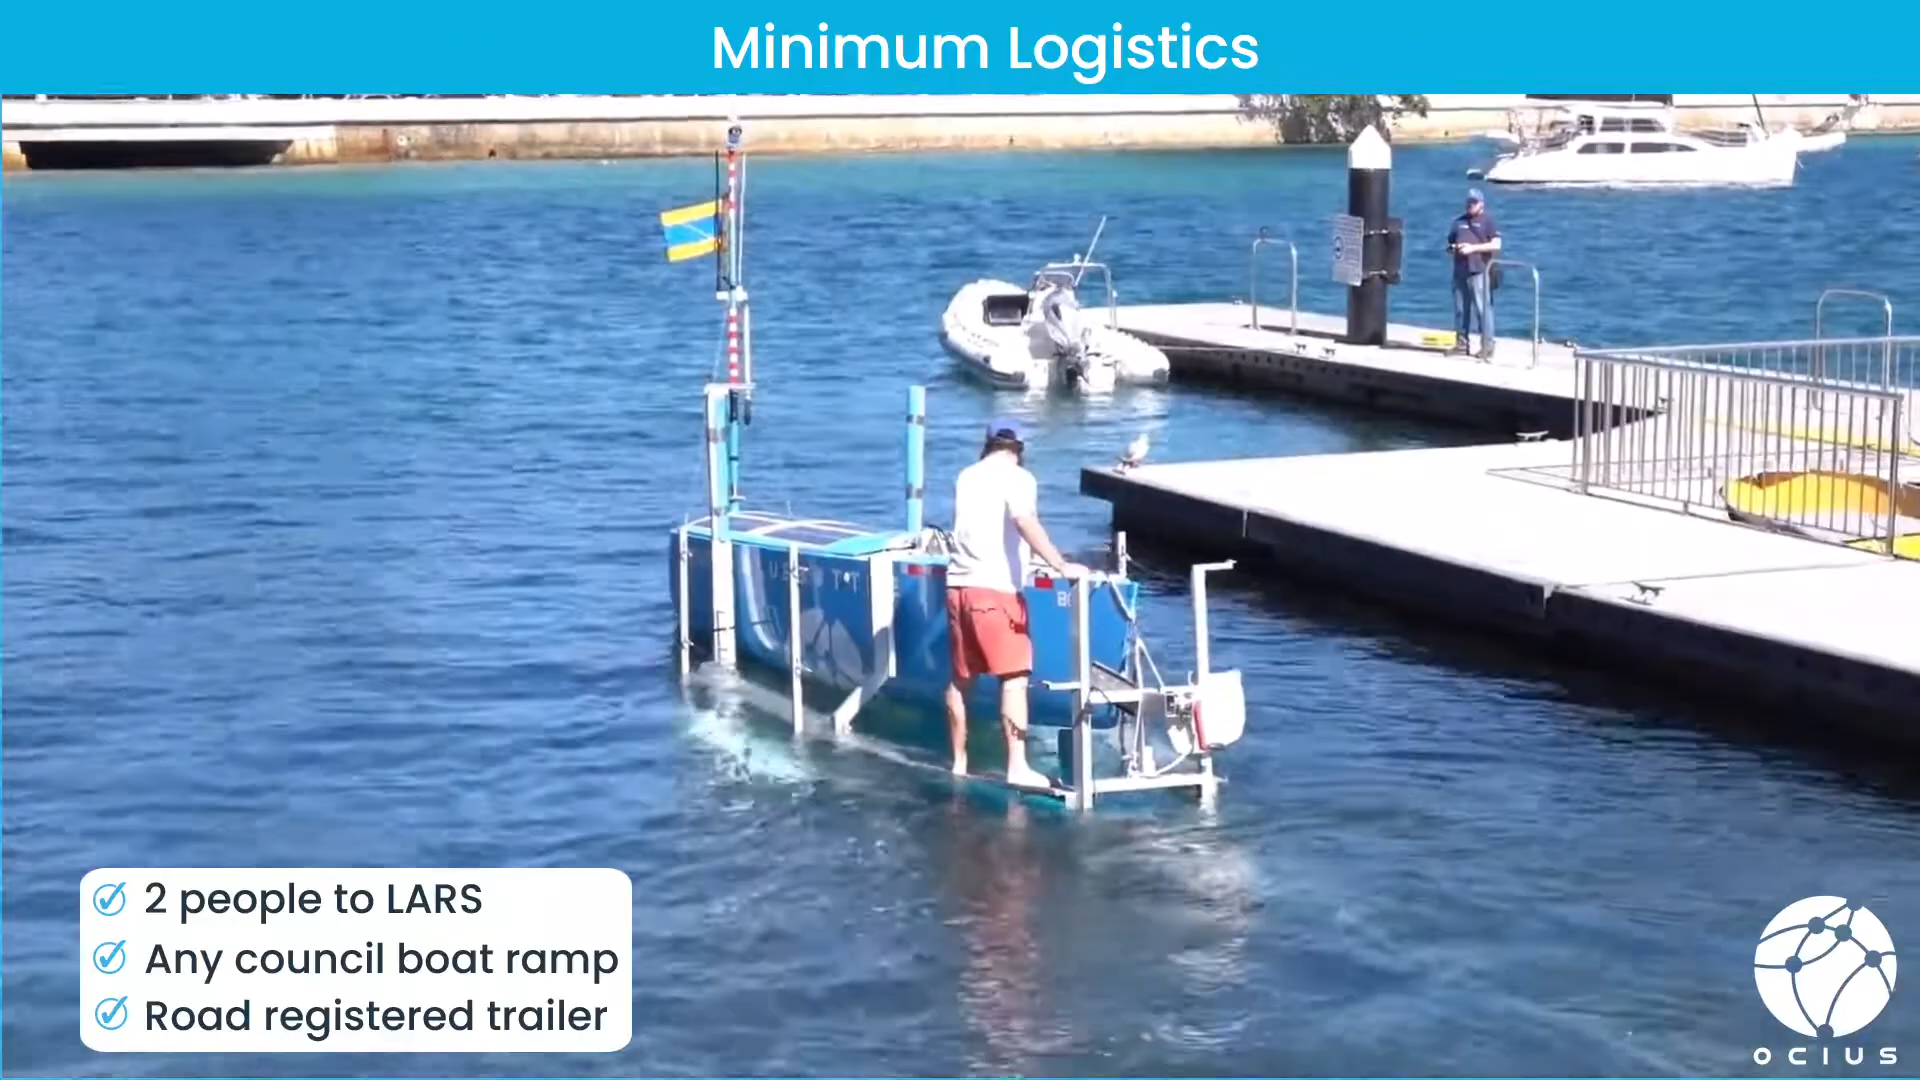 Minimum Logistics
2 people to LARS
Any council boat ramp
Road registered trailer
OCIUS